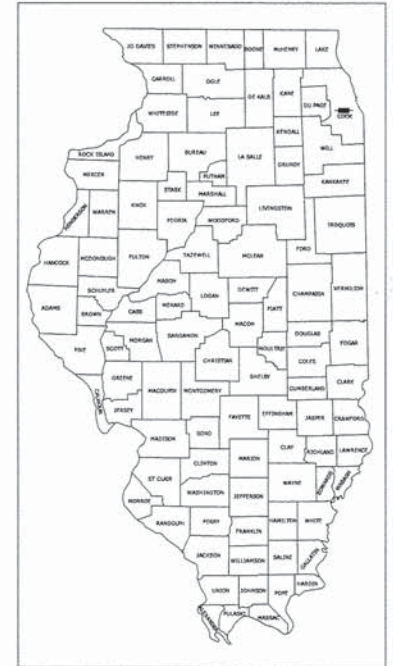 JO DAVIES STEPHENSON WINNEBAGO BOONE McHENRY LAKE
CARROLL OGLE DE KALB KANE DU PAGE COOK
WHITESIDE LEE KENDALL WILL
ROCK ISLAND HENRY BUREAU LA SALLE GRUNDY
MERCER PUTNAM KANKAKEE
HENDERSON WARREN KNOX STARK MARSHALL LIVINGSTON IROQUOIS
PEORIA WOODFORD
HANCOCK McDONOUGH FULTON TAZEWELL McLEAN FORD
MASON
ADAMS SCHUYLER LOGAN DEWITT CHAMPAIGN VERMILION
BROWN CASS MENARD PIATT
MACON
PIKE SCOTT MORGAN SANGAMON DOUGLAS EDGAR
CHRISTIAN MOULTRIE COLES
GREENE SHELBY
CALHOUN MACOUPIN MONTGOMERY CUMBERLAND CLARK
JERSEY FAYETTE EFFINGHAM JASPER CRAWFORD
MADISON BOND
CLAY RICHLAND LAWRENCE
CLINTON MARION
ST CLAIR WAYNE EDWARDS WABASH
MONROE WASHINGTON JEFFERSON
RANDOLPH PERRY HAMILTON WHITE
FRANKLIN
JACKSON WILLIAMSON SALINE GALLATIN
UNION JOHNSON POPE HARDIN
ALEXANDER PULASKI MASSAC